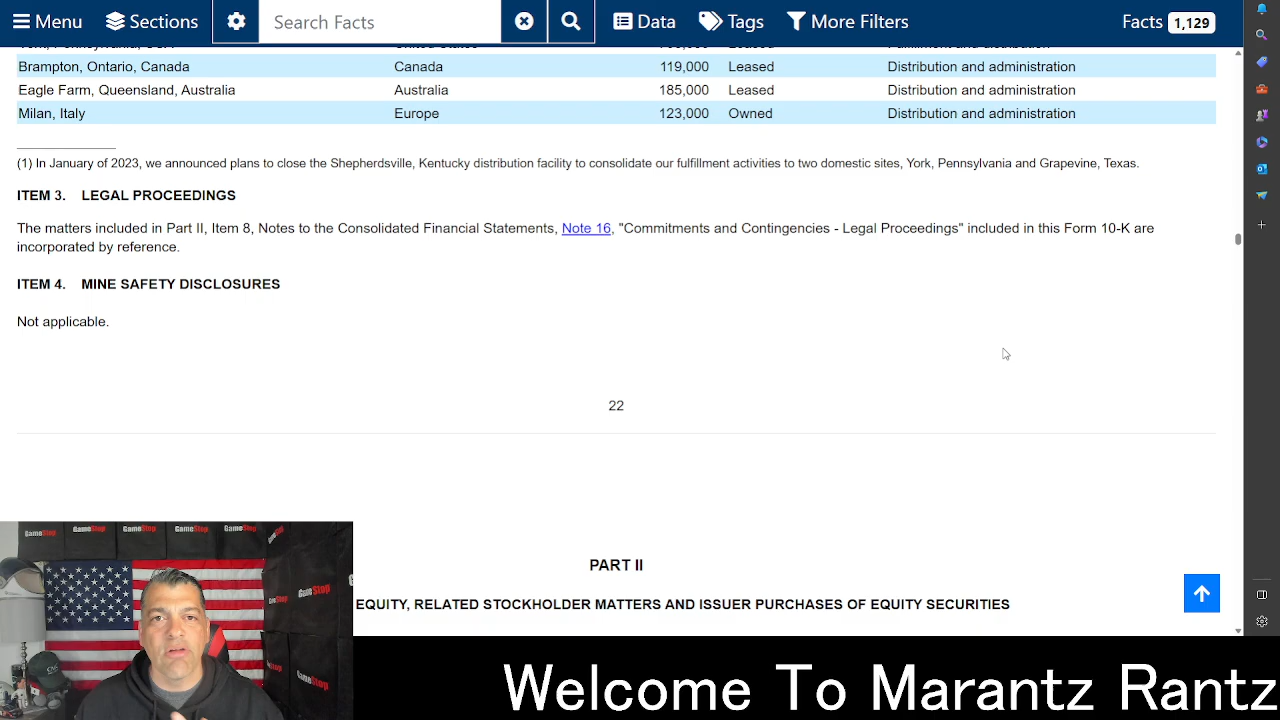 Menu Sections Search Facts Data Tags More Filters Facts 1,129
Brampton, Ontario, Canada Canada 119,000 Leased Distribution and administration
Eagle Farm, Queensland, Australia Australia 185,000 Leased Distribution and administration
Milan, Italy Europe 123,000 Owned Distribution and administration
(1) In January of 2023, we announced plans to close the Shepherdsville, Kentucky distribution facility to consolidate our fulfillment activities to two domestic sites, York, Pennsylvania and Grapevine, Texas.
ITEM 3. LEGAL PROCEEDINGS
The matters included in Part II, Item 8, Notes to the Consolidated Financial Statements, Note 16, "Commitments and Contingencies - Legal Proceedings" included in this Form 10-K are
incorporated by reference.
ITEM 4. MINE SAFETY DISCLOSURES
Not applicable.
22
PART II
EQUITY, RELATED STOCKHOLDER MATTERS AND ISSUER PURCHASES OF EQUITY SECURITIES
GameStop GameStop GameStop GameStop GameStop
GameStop
Welcome To Marantz Rantz